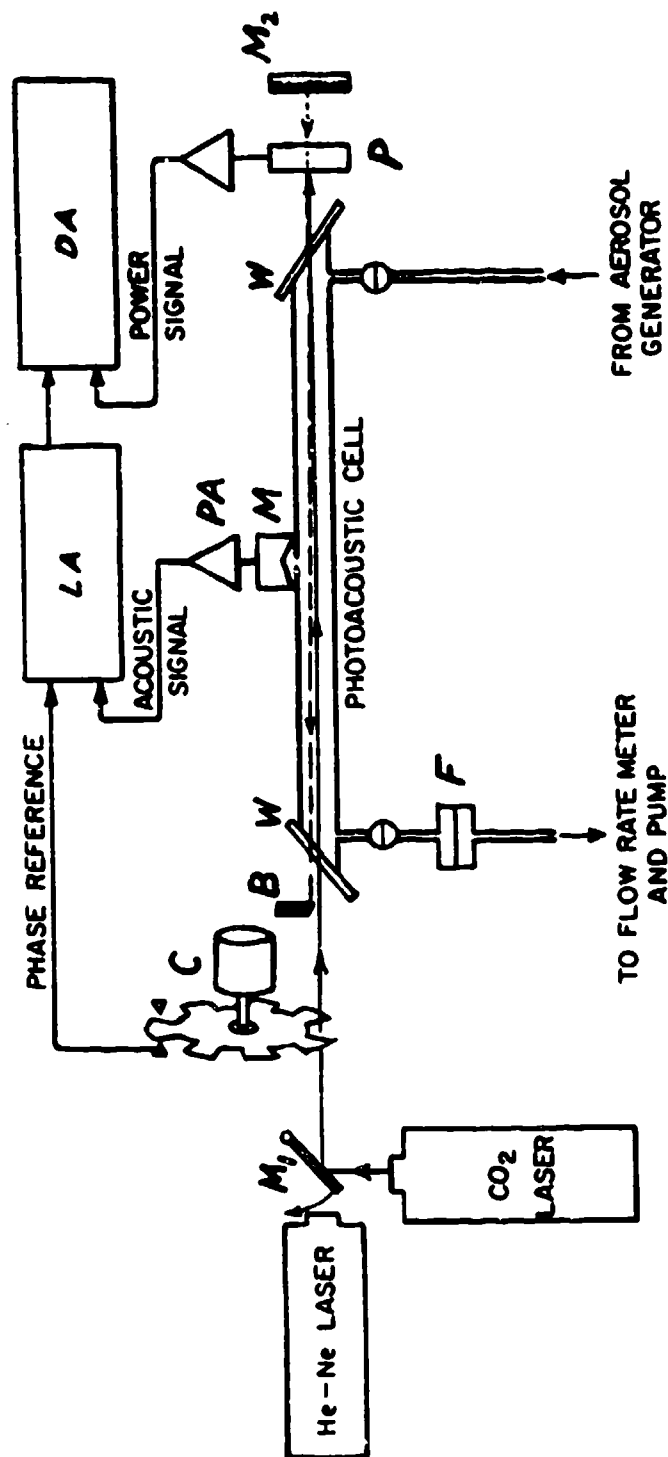 DA
LA
PHASE REFERENCE
ACOUSTIC
SIGNAL
POWER
SIGNAL
PA
M
M₂
P
W
W
B
C
PHOTOACOUSTIC CELL
M₁
He-Ne LASER
CO₂
LASER
F
TO FLOW RATE METER
AND PUMP
FROM AEROSOL
GENERATOR